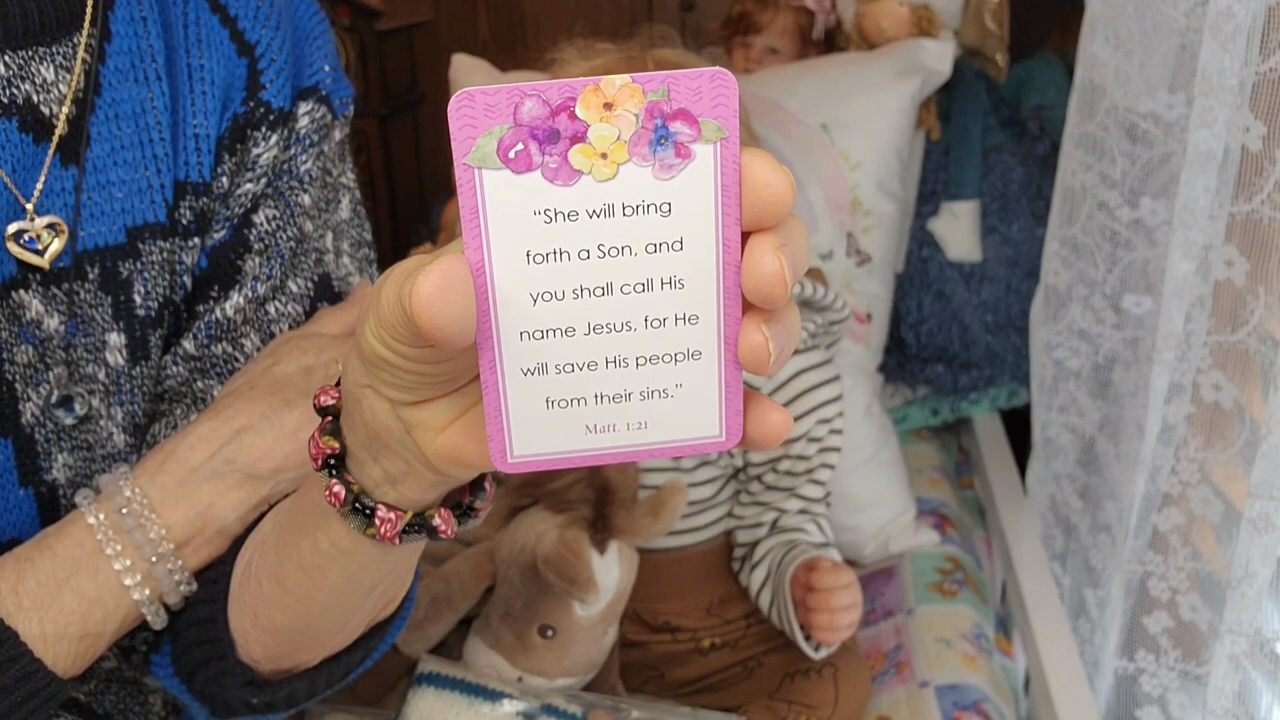 “She will bring
forth a Son, and
you shall call His
name Jesus, for He
will save His people
from their sins.”
Matt. 1:21